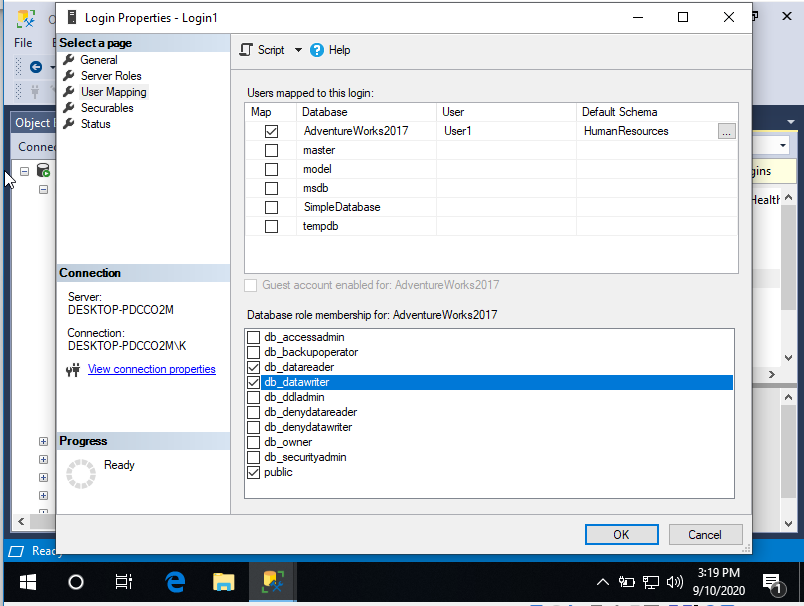 Login Properties - Login1
File
Select a page
General
Server Roles
User Mapping
Securables
Status
Script
Help
Users mapped to this login:
Map Database User Default Schema
AdventureWorks2017 User1 HumanResources ...
master
model
msdb
SimpleDatabase
tempdb
Guest account enabled for: AdventureWorks2017
Database role membership for: AdventureWorks2017
db_accessadmin
db_backupoperator
db_datareader
db_datawriter
db_ddladmin
db_denydatareader
db_denydatawriter
db_owner
db_securityadmin
public
Connection
Server:
DESKTOP-PDCCO2M
Connection:
DESKTOP-PDCCO2M\K
View connection properties
Progress
Ready
OK Cancel
Object
Conne
gins
Health
Ready
3:19 PM
9/10/2020
1